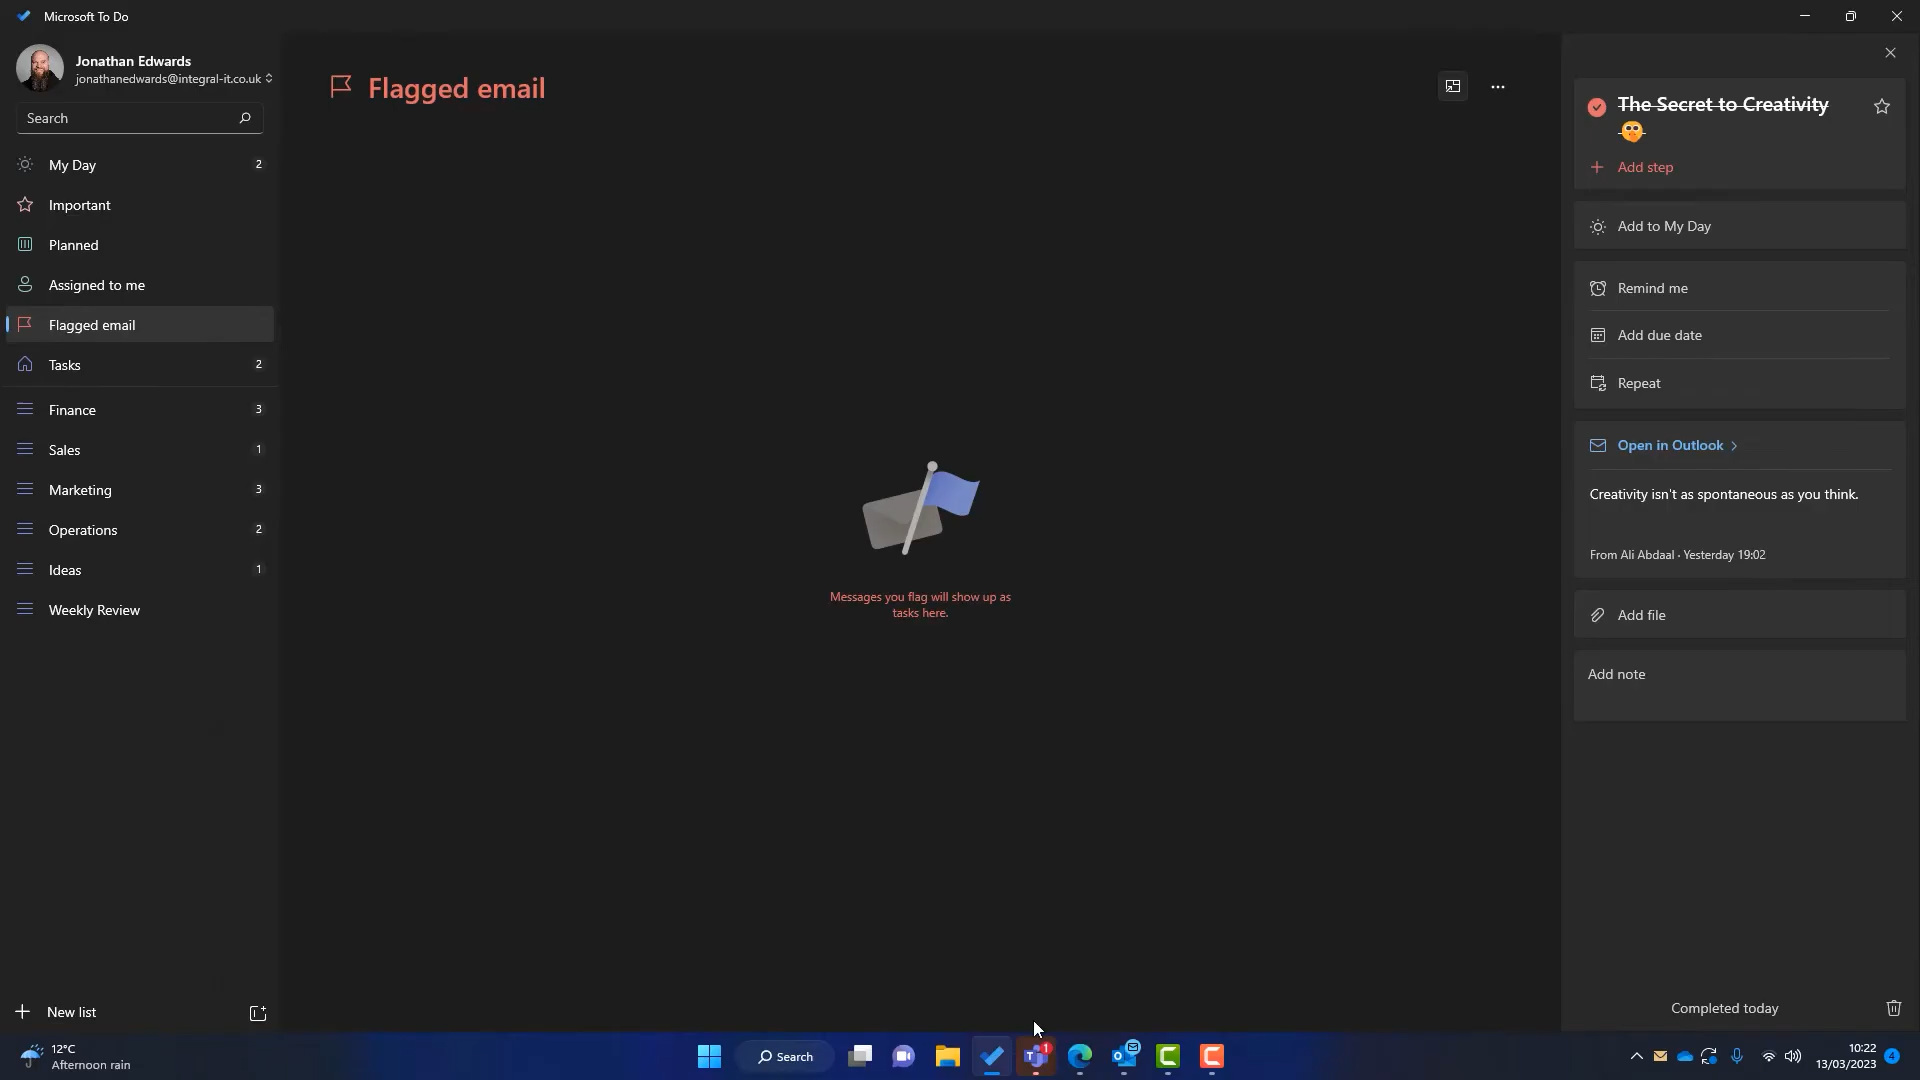 Microsoft To Do
Jonathan Edwards
jonathanedwards@integral-it.co.uk
Search
My Day 2
Important
Planned
Assigned to me
Flagged email
Tasks 2
Finance 3
Sales 1
Marketing 3
Operations 2
Ideas 1
Weekly Review
New list
Flagged email
Messages you flag will show up as
tasks here.
The Secret to Creativity
Add step
Add to My Day
Remind me
Add due date
Repeat
Open in Outlook
Creativity isn't as spontaneous as you think.
From Ali Abdaal · Yesterday 19:02
Add file
Add note
Completed today
12°C
Afternoon rain
Search
1
10:22
13/03/2023
4